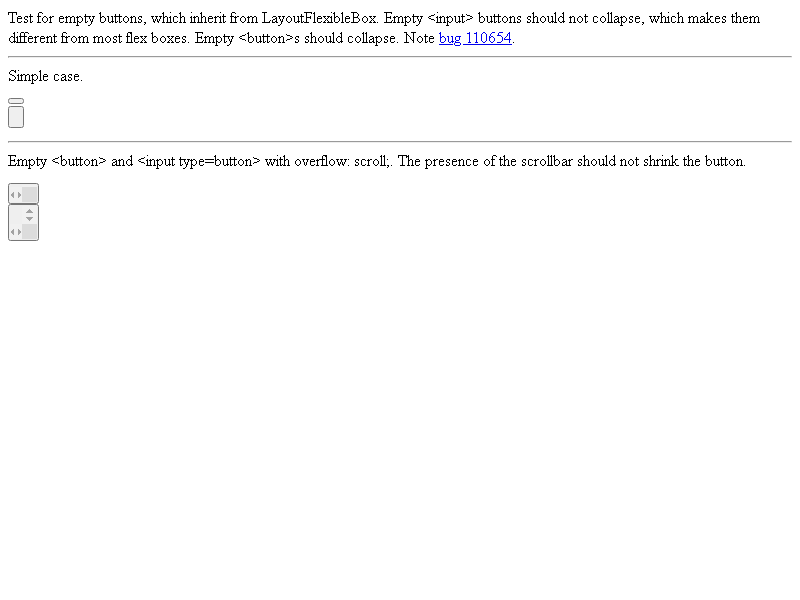 Test for empty buttons, which inherit from LayoutFlexibleBox. Empty <input> buttons should not collapse, which makes them
different from most flex boxes. Empty <button>s should collapse. Note bug 110654.
Simple case.
Empty <button> and <input type=button> with overflow: scroll;. The presence of the scrollbar should not shrink the button.